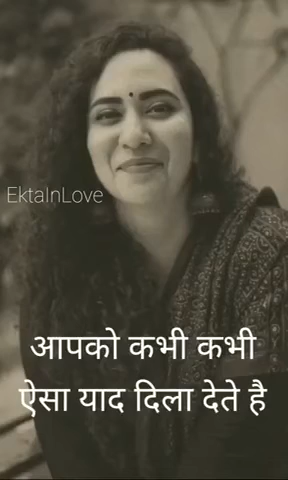 EktaInLove
आपको कभी कभी
ऐसा याद दिला देते है